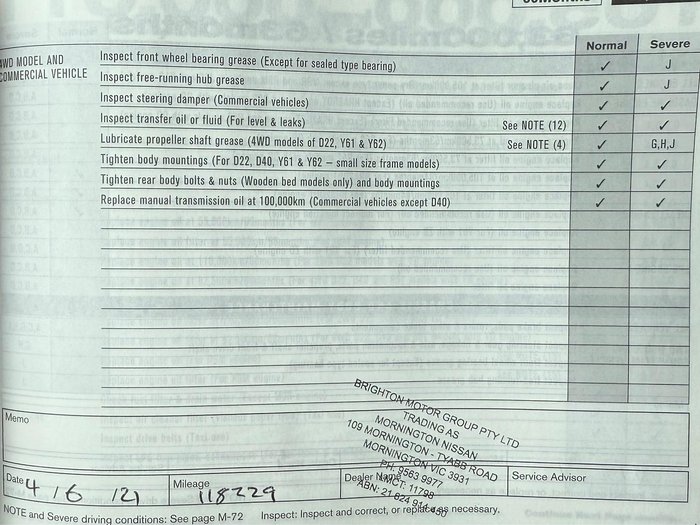 Normal Severe
4WD MODEL AND
COMMERCIAL VEHICLE
Inspect front wheel bearing grease (Except for sealed type bearing) ✓ J
Inspect free-running hub grease ✓ J
Inspect steering damper (Commercial vehicles) ✓ ✓
Inspect transfer oil or fluid (For level & leaks) See NOTE (12) ✓ ✓
Lubricate propeller shaft grease (4WD models of D22, Y61 & Y62) See NOTE (4) ✓ G,H,J
Tighten body mountings (For D22, D40, Y61 & Y62 – small size frame models) ✓ ✓
Tighten rear body bolts & nuts (Wooden bed models only) and body mountings ✓ ✓
Replace manual transmission oil at 100,000km (Commercial vehicles except D40) ✓ ✓
Memo
BRIGHTON MOTOR GROUP PTY LTD
TRADING AS
MORNINGTON NISSAN
109 MORNINGTON - TYABB ROAD
MORNINGTON VIC 3931
PH: 9563 9977
LMCT: 11798
Date 4 / 6 /21
Mileage 118229
Dealer Name
Service Advisor
NOTE and Severe driving conditions: See page M-72 Inspect: Inspect and correct, or replace as necessary.